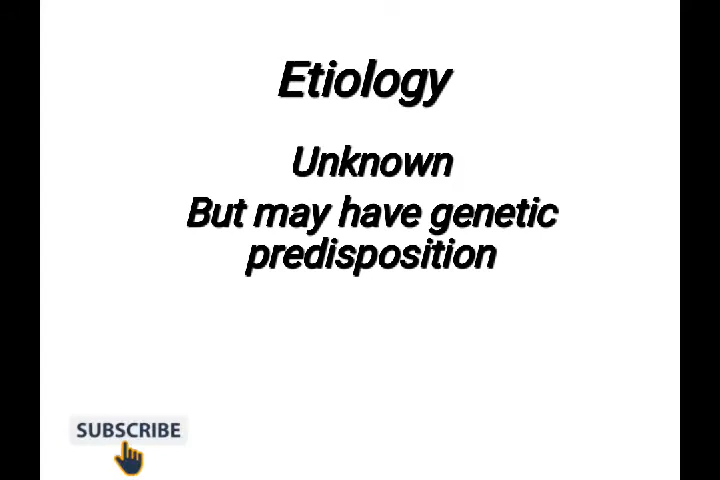 Etiology
Unknown
But may have genetic
predisposition
SUBSCRIBE